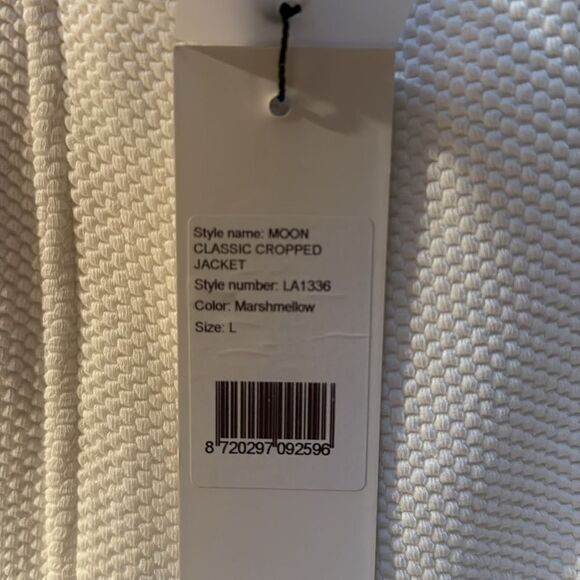 Style name: MOON
CLASSIC CROPPED
JACKET
Style number: LA1336
Color: Marshmellow
Size: L
8 720297 092596